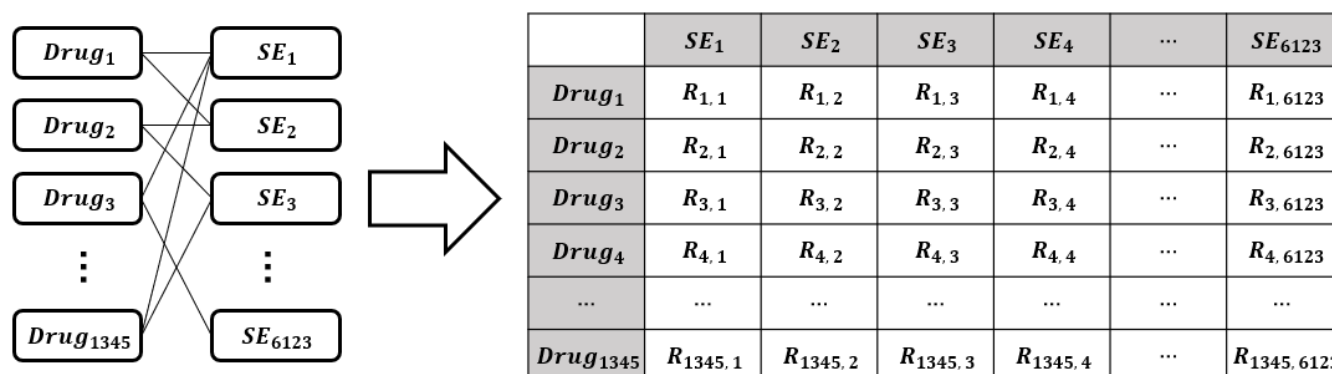 Drug₁ SE₁
Drug₂ SE₂
Drug₃ SE₃
⋮ ⋮
Drug₁₃₄₅ SE₆₁₂₃
SE₁ SE₂ SE₃ SE₄ ... SE₆₁₂₃
Drug₁ R₁,₁ R₁,₂ R₁,₃ R₁,₄ ... R₁,₆₁₂₃
Drug₂ R₂,₁ R₂,₂ R₂,₃ R₂,₄ ... R₂,₆₁₂₃
Drug₃ R₃,₁ R₃,₂ R₃,₃ R₃,₄ ... R₃,₆₁₂₃
Drug₄ R₄,₁ R₄,₂ R₄,₃ R₄,₄ ... R₄,₆₁₂₃
... ... ... ... ... ... ...
Drug₁₃₄₅ R₁₃₄₅,₁ R₁₃₄₅,₂ R₁₃₄₅,₃ R₁₃₄₅,₄ ... R₁₃₄₅,₆₁₂₃